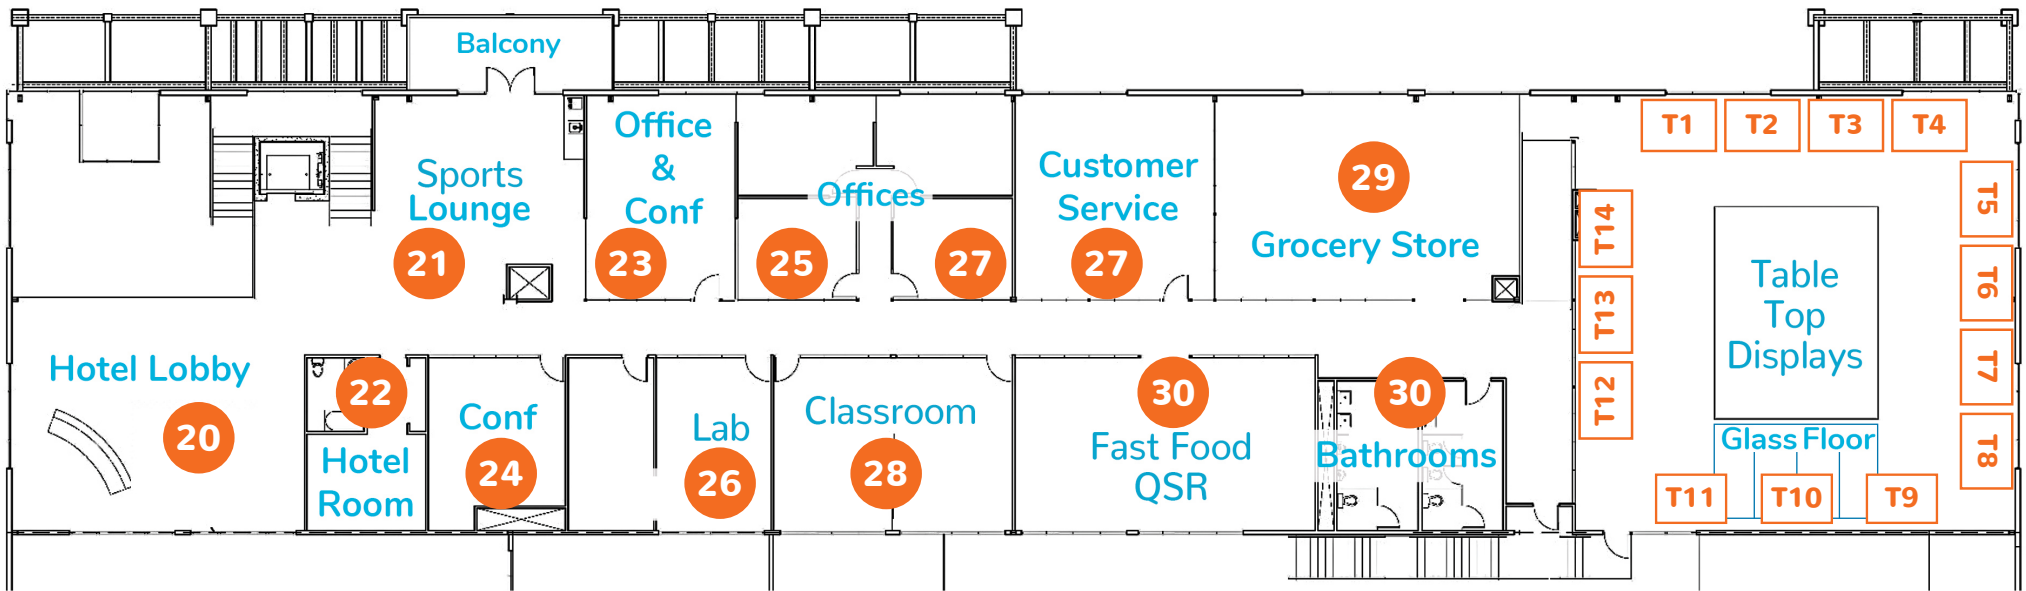 Balcony
Sports
Lounge
21
Office
&
Conf
23
Offices
25
27
Customer
Service
27
29
Grocery Store
T1
T2
T3
T4
T5
T6
T7
T8
T14
T13
T12
Table
Top
Displays
Glass Floor
T11
T10
T9
Hotel Lobby
20
22
Hotel
Room
Conf
24
Lab
26
Classroom
28
30
Fast Food
QSR
30
Bathrooms